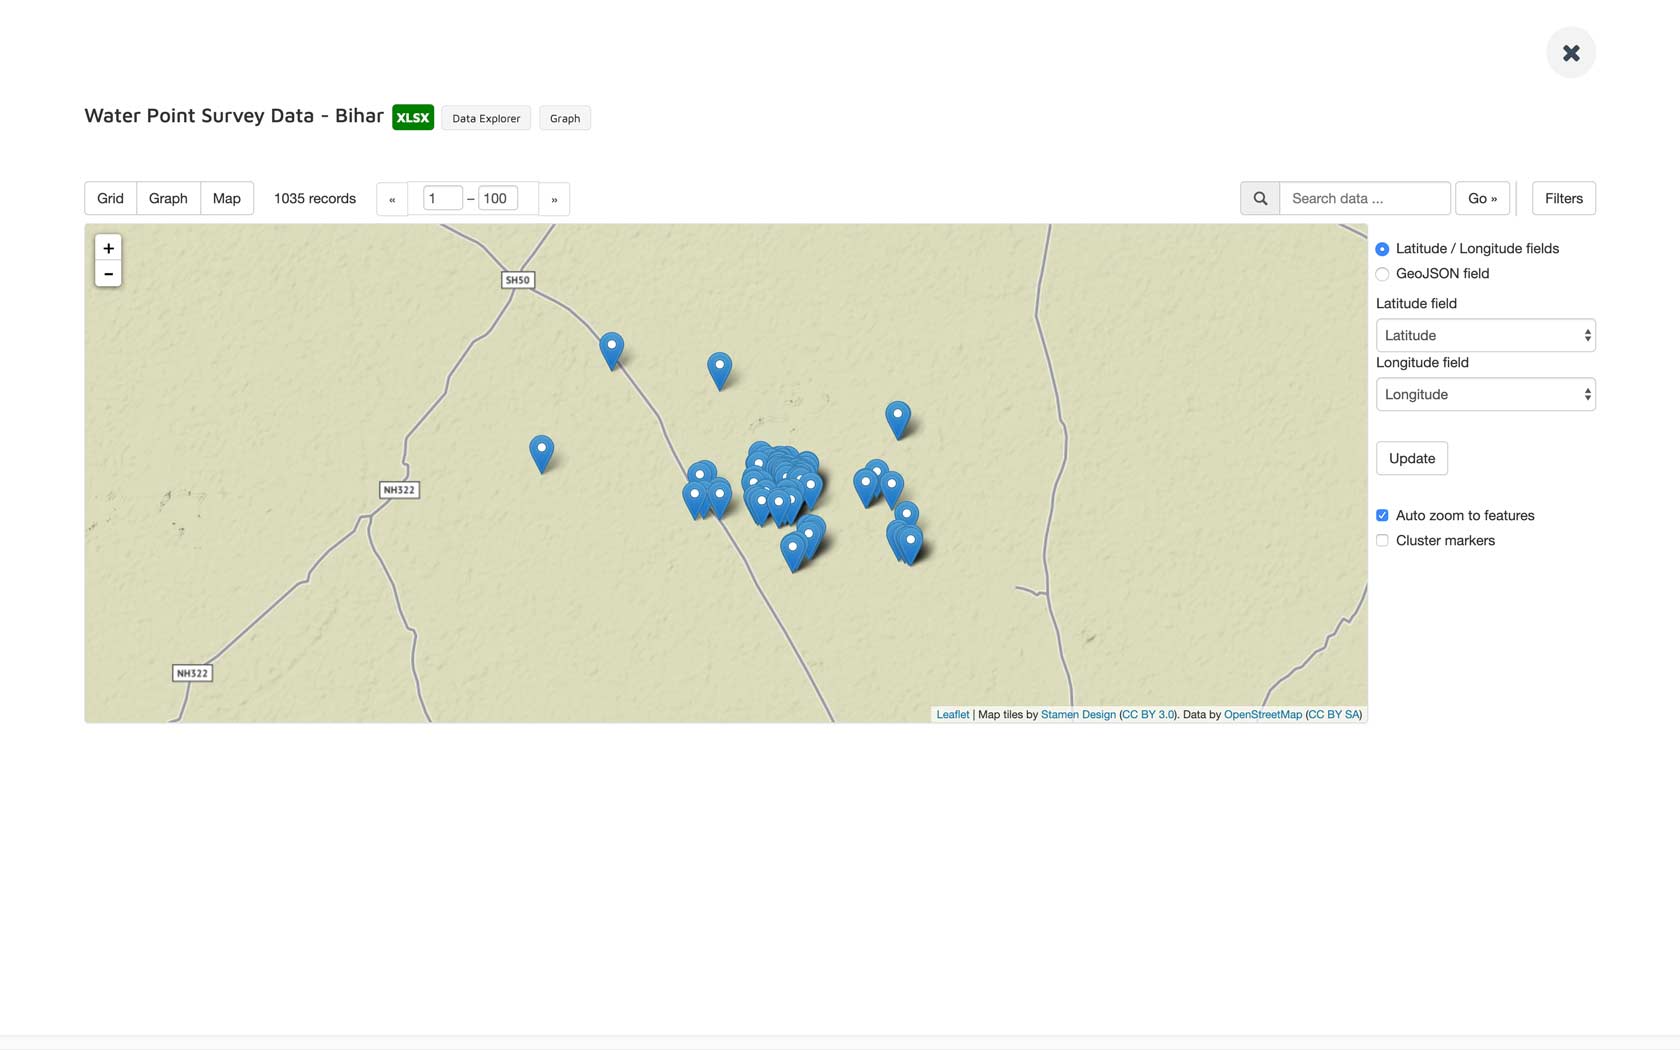 Water Point Survey Data - Bihar XLSX Data Explorer Graph
Grid Graph Map 1035 records « 1 – 100 » Search data ... Go » Filters
+
−
SH50
NH322
NH322
Leaflet | Map tiles by Stamen Design (CC BY 3.0). Data by OpenStreetMap (CC BY SA)
Latitude / Longitude fields
GeoJSON field
Latitude field
Latitude
Longitude field
Longitude
Update
Auto zoom to features
Cluster markers